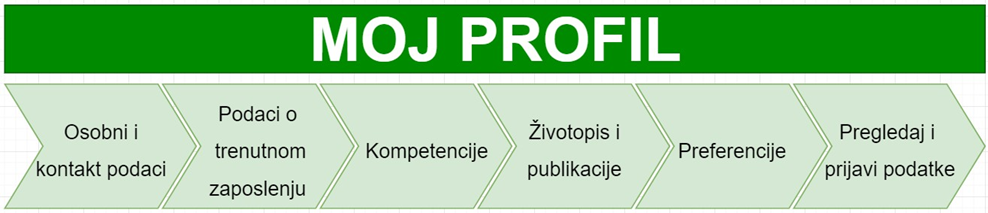 MOJ PROFIL
Osobni i
kontakt podaci
Podaci o
trenutnom
zaposlenju
Kompetencije
Životopis i
publikacije
Preferencije
Pregledaj i
prijavi podatke